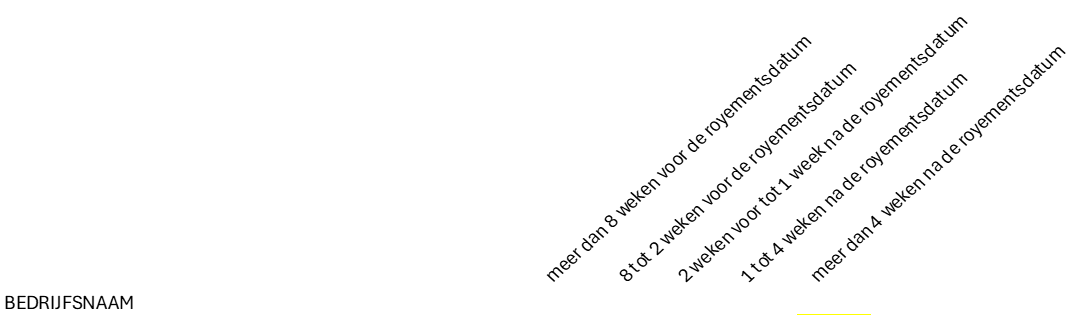 meer dan 8 weken voor de royementsdatum
8 tot 2 weken voor de royementsdatum
2 weken voor tot 1 week na de royementsdatum
1 tot 4 weken na de royementsdatum
meer dan 4 weken na de royementsdatum
BEDRIJFSNAAM